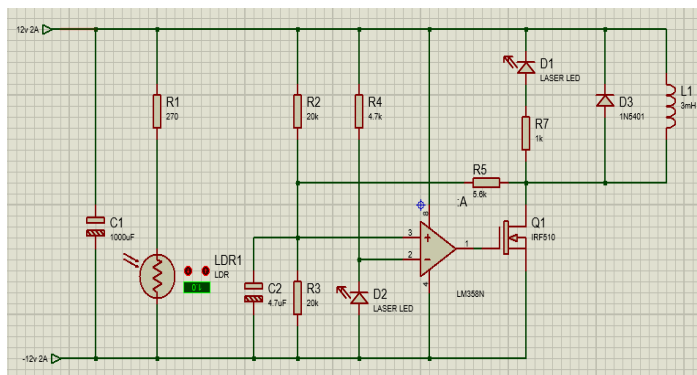 12v 2A
R1
270
R2
20k
R4
4.7k
D1
LASER LED
D3
1N5401
L1
3mH
R7
1k
R5
5.6k
:A
8
C1
1000uF
LDR1
LDR
C2
4.7uF
R3
20k
D2
LASER LED
3
2
1
4
LM358N
Q1
IRF510
-12v 2A